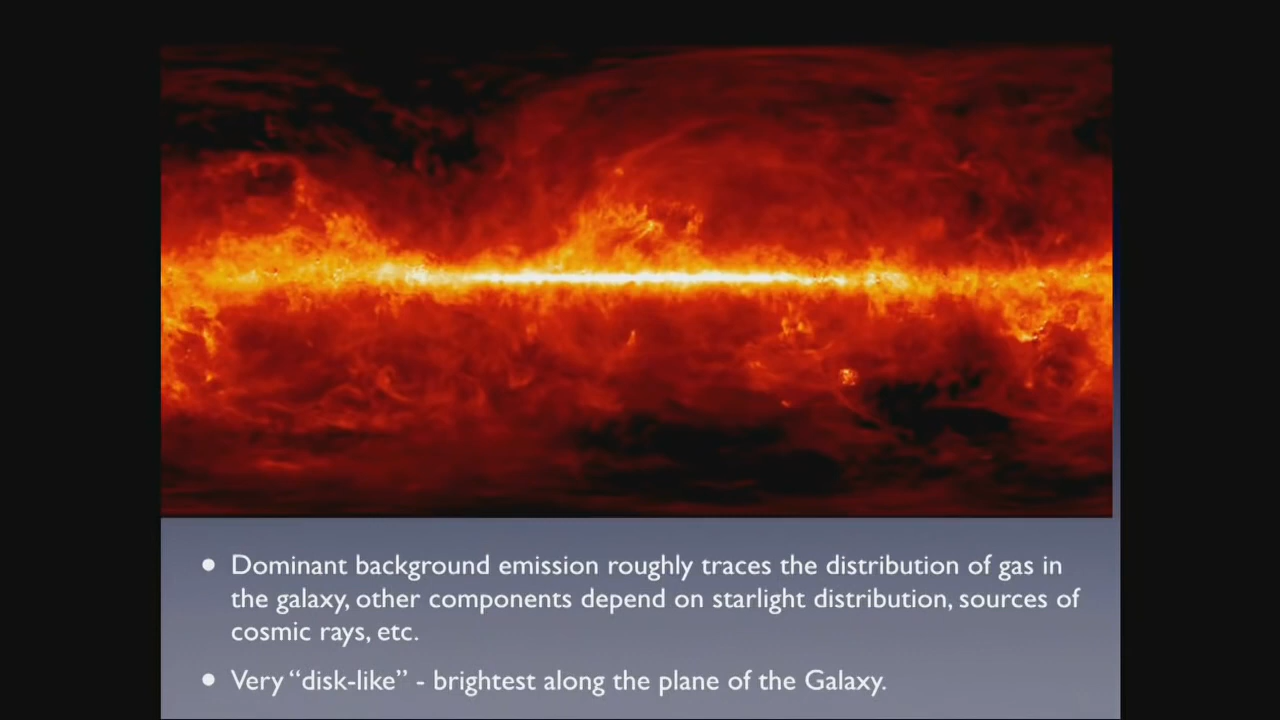 • Dominant background emission roughly traces the distribution of gas in
the galaxy, other components depend on starlight distribution, sources of
cosmic rays, etc.
• Very “disk-like” - brightest along the plane of the Galaxy.